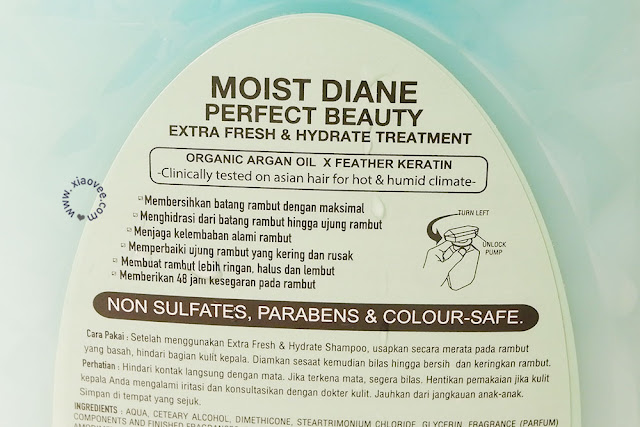 MOIST DIANE
PERFECT BEAUTY
EXTRA FRESH & HYDRATE TREATMENT
ORGANIC ARGAN OIL X FEATHER KERATIN
-Clinically tested on asian hair for hot & humid climate-
Membersihkan batang rambut dengan maksimal
Menghidrasi dari batang rambut hingga ujung rambut
Menjaga kelembaban alami rambut
Memperbaiki ujung rambut yang kering dan rusak
Membuat rambut lebih ringan, halus dan lembut
Memberikan 48 jam kesegaran pada rambut
TURN LEFT
UNLOCK
PUMP
www.xiaovee.com
NON SULFATES, PARABENS & COLOUR-SAFE.
Cara Pakai : Setelah menggunakan Extra Fresh & Hydrate Shampoo, usapkan secara merata pada rambut
yang basah, hindari bagian kulit kepala. Diamkan sesaat kemudian bilas hingga bersih dan keringkan rambut.
Perhatian : Hindari kontak langsung dengan mata. Jika terkena mata, segera bilas. Hentikan pemakaian jika kulit
kepala Anda mengalami iritasi dan konsultasikan dengan dokter kulit. Jauhkan dari jangkauan anak-anak.
Simpan di tempat yang sejuk.
INGREDIENTS : AQUA, CETEARY ALCOHOL, DIMETHICONE, STEARTRIMONIUM CHLORIDE, GLYCERIN, FRAGRANCE (PARFUM)
COMPONENTS AND FINISHED